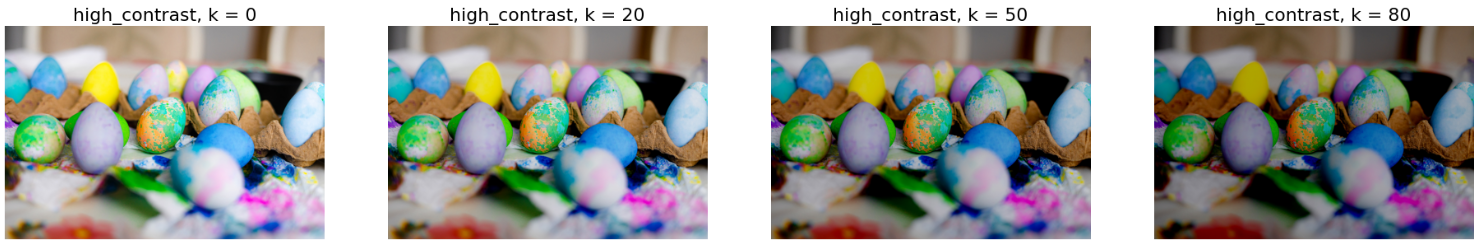 high_contrast, k = 0
high_contrast, k = 20
high_contrast, k = 50
high_contrast, k = 80